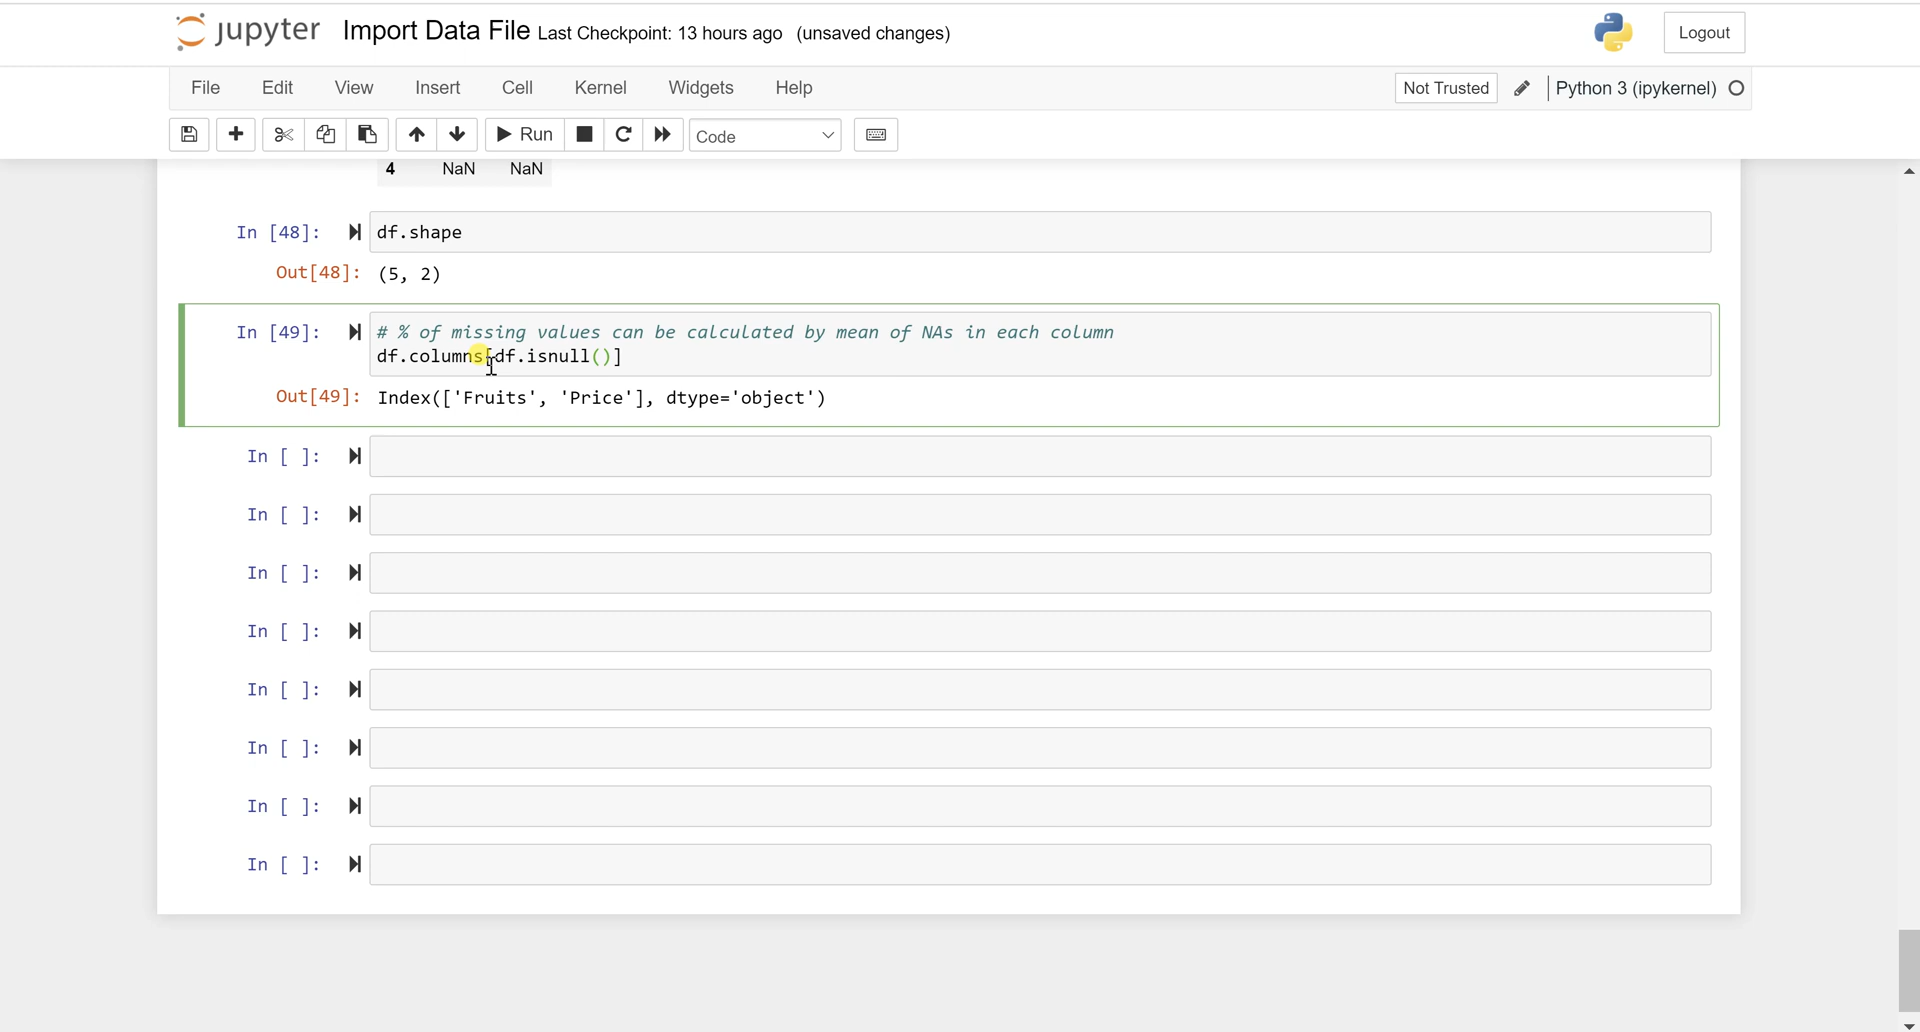 jupyter Import Data File Last Checkpoint: 13 hours ago (unsaved changes)
Logout
File Edit View Insert Cell Kernel Widgets Help Not Trusted Python 3 (ipykernel)
Run Code
4 NaN NaN
In [48]: df.shape
Out[48]: (5, 2)
In [49]: # % of missing values can be calculated by mean of NAs in each column
df.columns[df.isnull()]
Out[49]: Index(['Fruits', 'Price'], dtype='object')
In [ ]:
In [ ]:
In [ ]:
In [ ]:
In [ ]:
In [ ]:
In [ ]:
In [ ]: